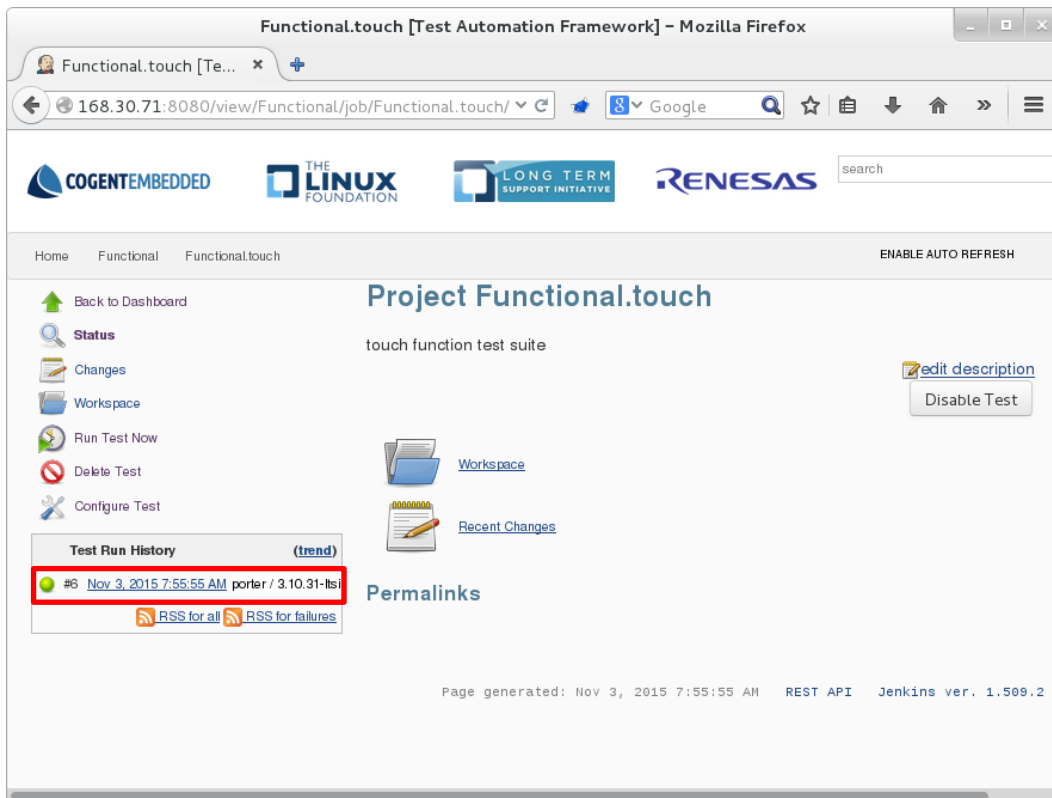 Functional.touch [Test Automation Framework] – Mozilla Firefox
Functional.touch [Te...
168.30.71:8080/view/Functional/job/Functional.touch/
Google
COGENTEMBEDDED
THE
LINUX
FOUNDATION
LONG TERM
SUPPORT INITIATIVE
RENESAS
search
Home Functional Functional.touch
ENABLE AUTO REFRESH
Back to Dashboard
Status
Changes
Workspace
Run Test Now
Delete Test
Configure Test
Test Run History (trend)
#6 Nov 3, 2015 7:55:55 AM porter / 3.10.31-ltsi
RSS for all RSS for failures
Project Functional.touch
touch function test suite
edit description
Disable Test
Workspace
Recent Changes
Permalinks
Page generated: Nov 3, 2015 7:55:55 AM REST API Jenkins ver. 1.509.2